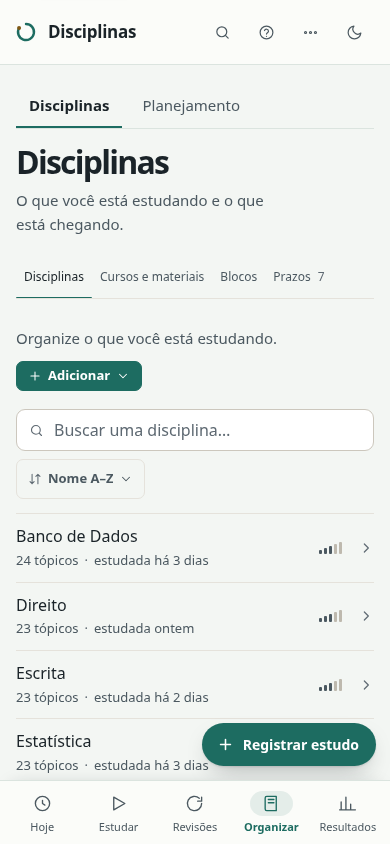 Disciplinas
Disciplinas
Planejamento
Disciplinas
O que você está estudando e o que
está chegando.
Disciplinas
Cursos e materiais
Blocos
Prazos 7
Organize o que você está estudando.
Adicionar
Buscar uma disciplina...
Nome A–Z
Banco de Dados
24 tópicos · estudada há 3 dias
Direito
23 tópicos · estudada ontem
Escrita
23 tópicos · estudada há 2 dias
Estatística
23 tópicos · estudada há 3 dias
Registrar estudo
Hoje
Estudar
Revisões
Organizar
Resultados